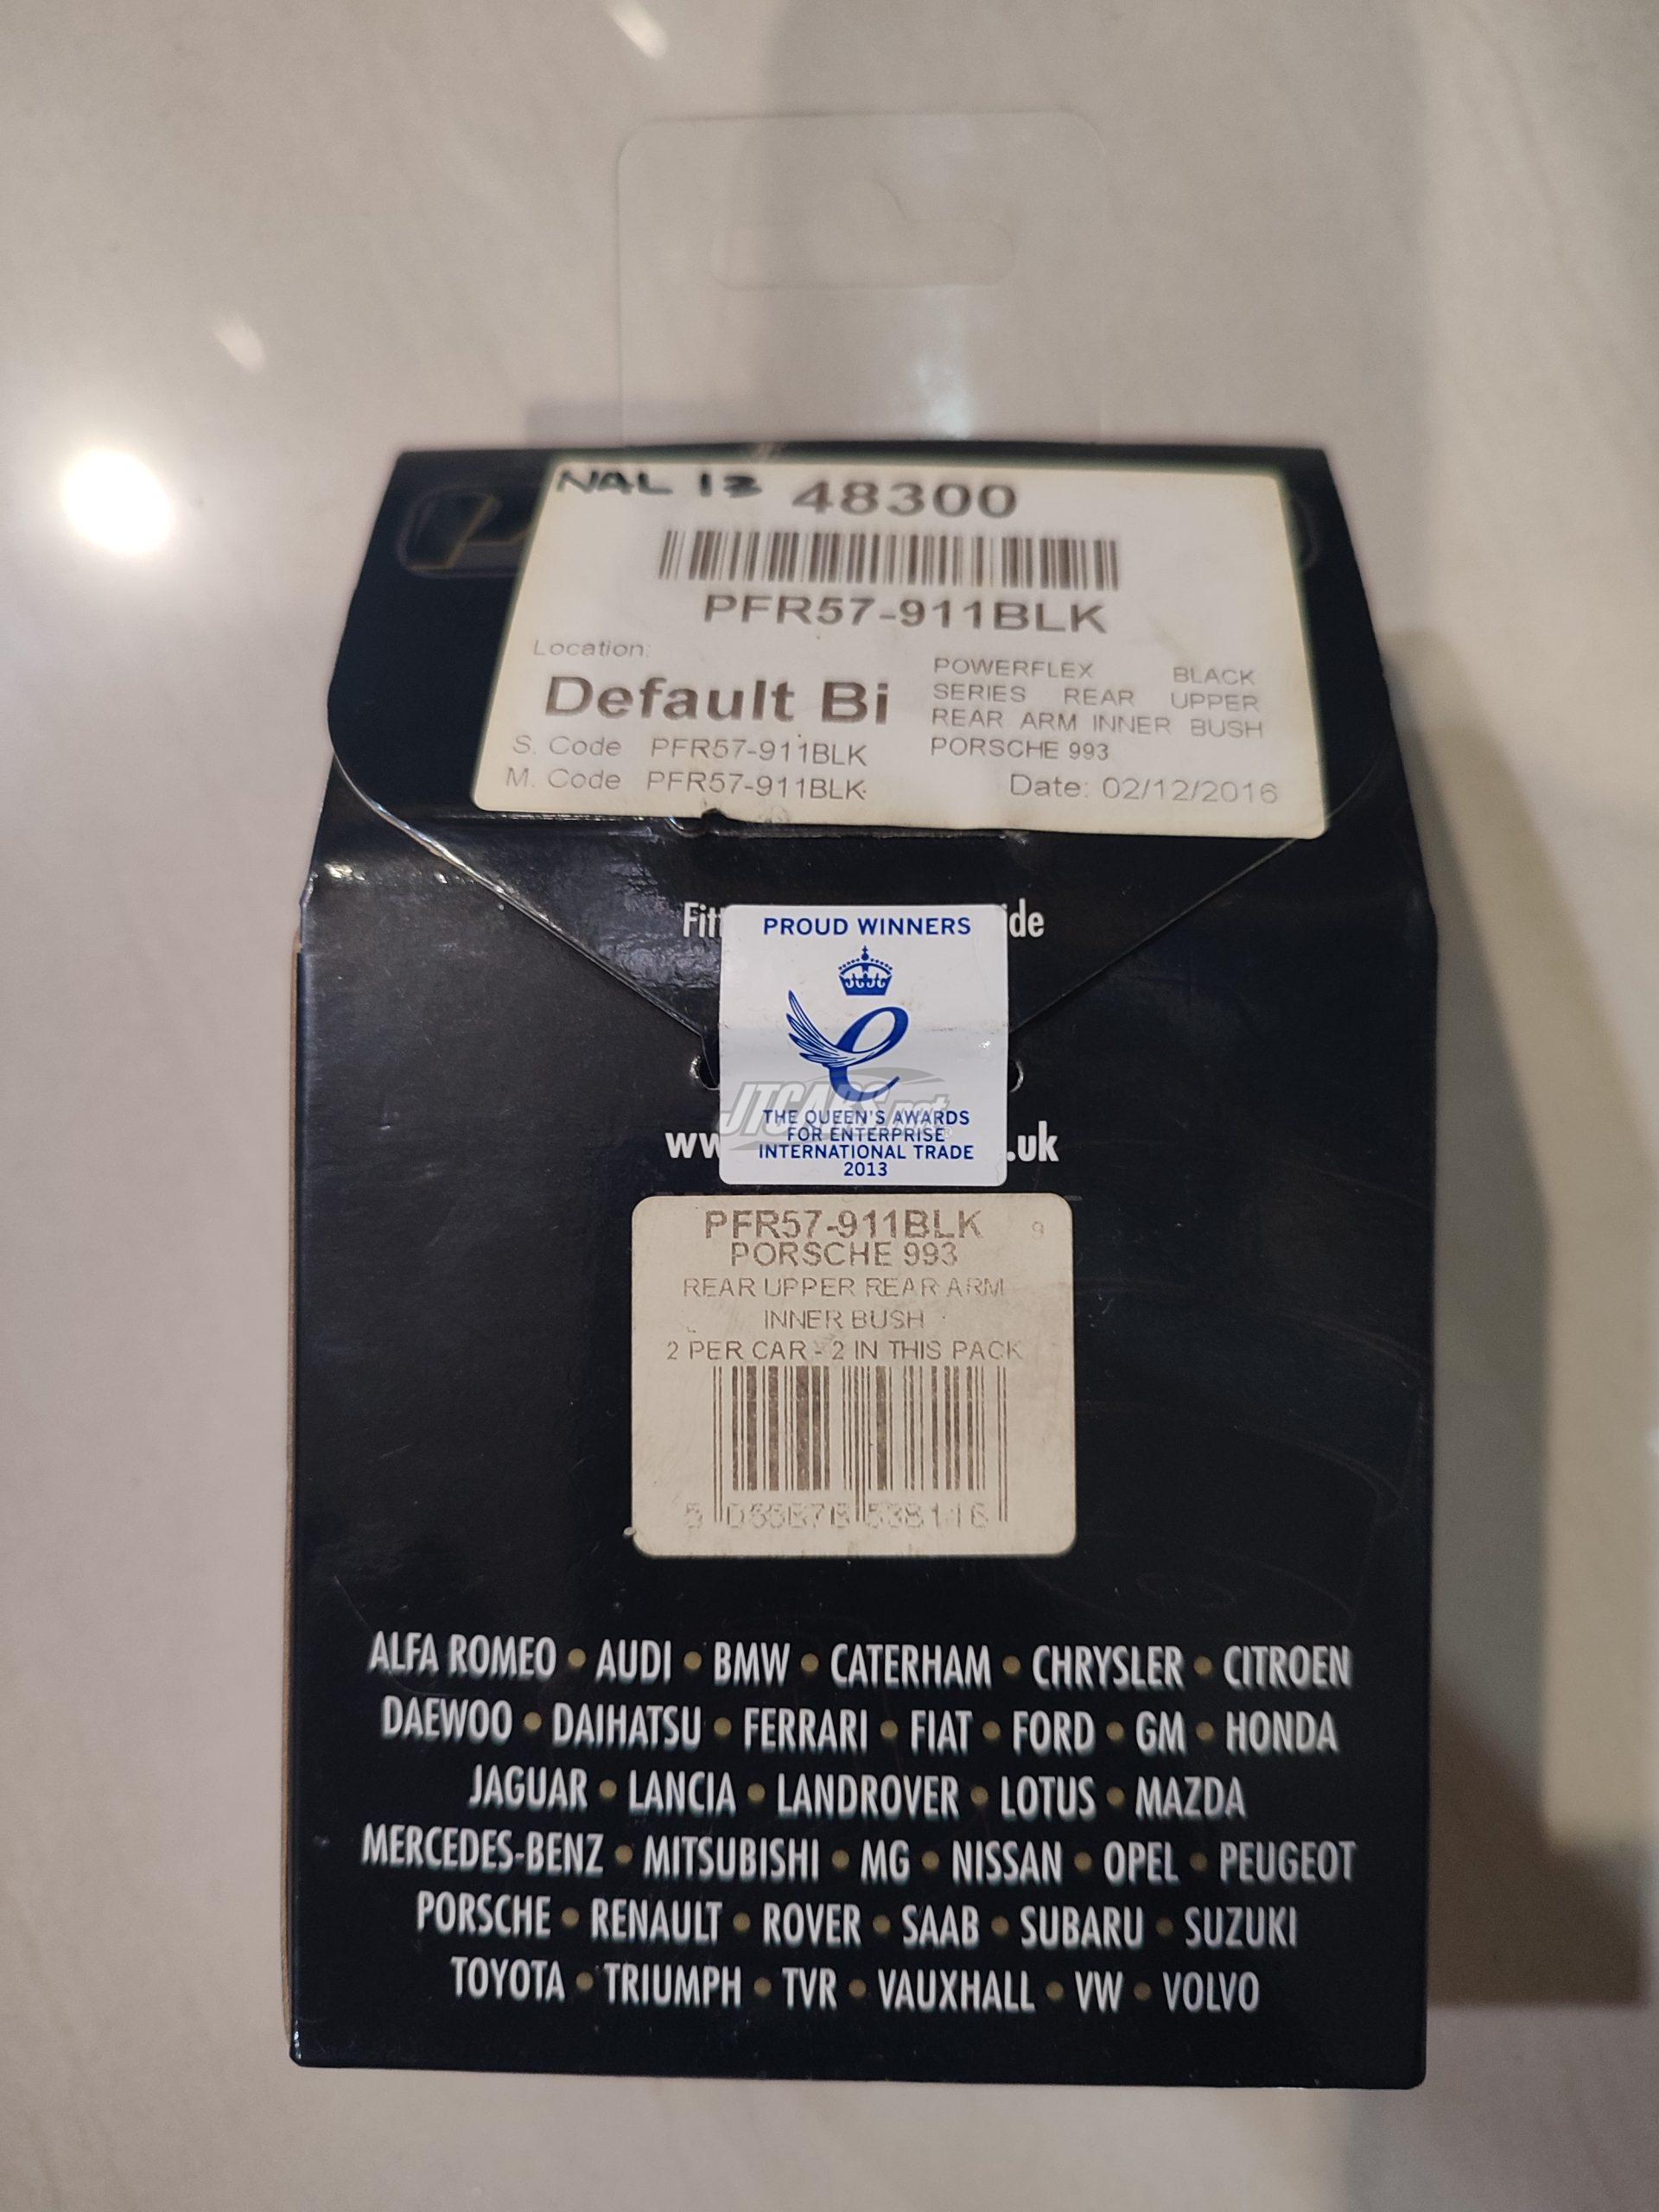 NAL 13 48300
PFR57-911BLK
Location:
Default Bi
S. Code PFR57-911BLK
M. Code PFR57-911BLK
POWERFLEX BLACK
SERIES REAR UPPER
REAR ARM INNER BUSH
PORSCHE 993
Date: 02/12/2016
PROUD WINNERS
THE QUEEN'S AWARDS
FOR ENTERPRISE
INTERNATIONAL TRADE
2013
JTCARS.net
.uk
PFR57-911BLK 9
PORSCHE 993
REAR UPPER REAR ARM
INNER BUSH
2 PER CAR - 2 IN THIS PACK
ALFA ROMEO • AUDI • BMW • CATERHAM • CHRYSLER • CITROEN
DAEWOO • DAIHATSU • FERRARI • FIAT • FORD • GM • HONDA
JAGUAR • LANCIA • LANDROVER • LOTUS • MAZDA
MERCEDES-BENZ • MITSUBISHI • MG • NISSAN • OPEL • PEUGEOT
PORSCHE • RENAULT • ROVER • SAAB • SUBARU • SUZUKI
TOYOTA • TRIUMPH • TVR • VAUXHALL • VW • VOLVO